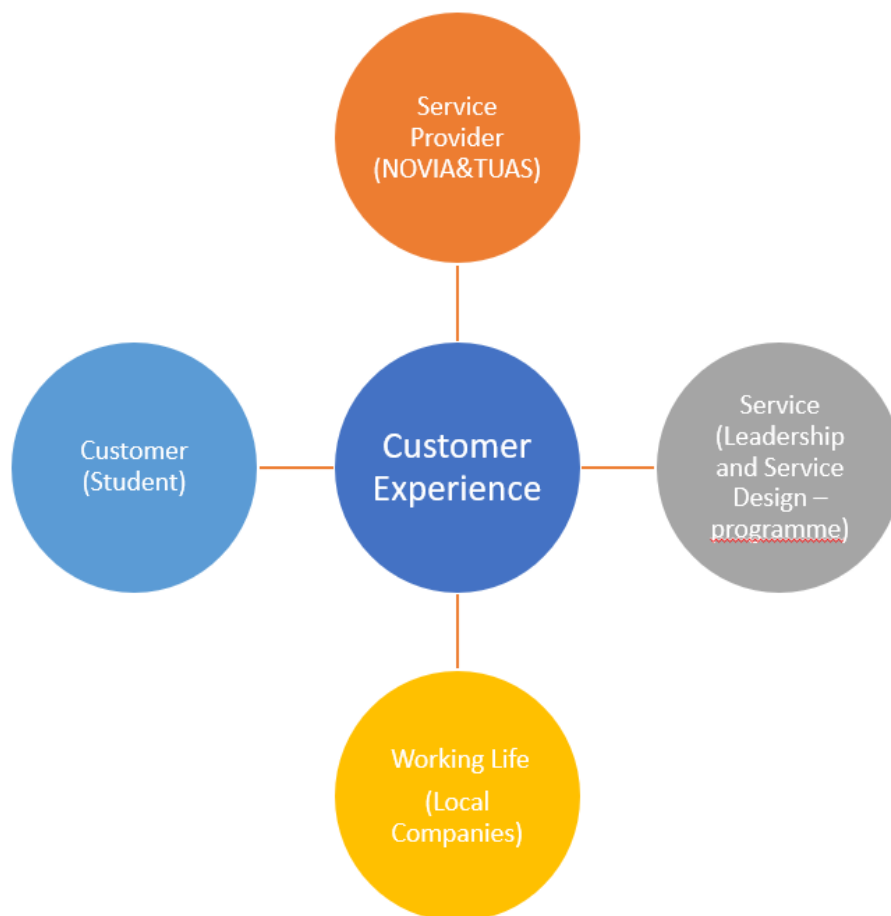 Service
Provider
(NOVIA&TUAS)
Customer
(Student)
Customer
Experience
Service
(Leadership
and Service
Design –
programme)
Working Life
(Local
Companies)